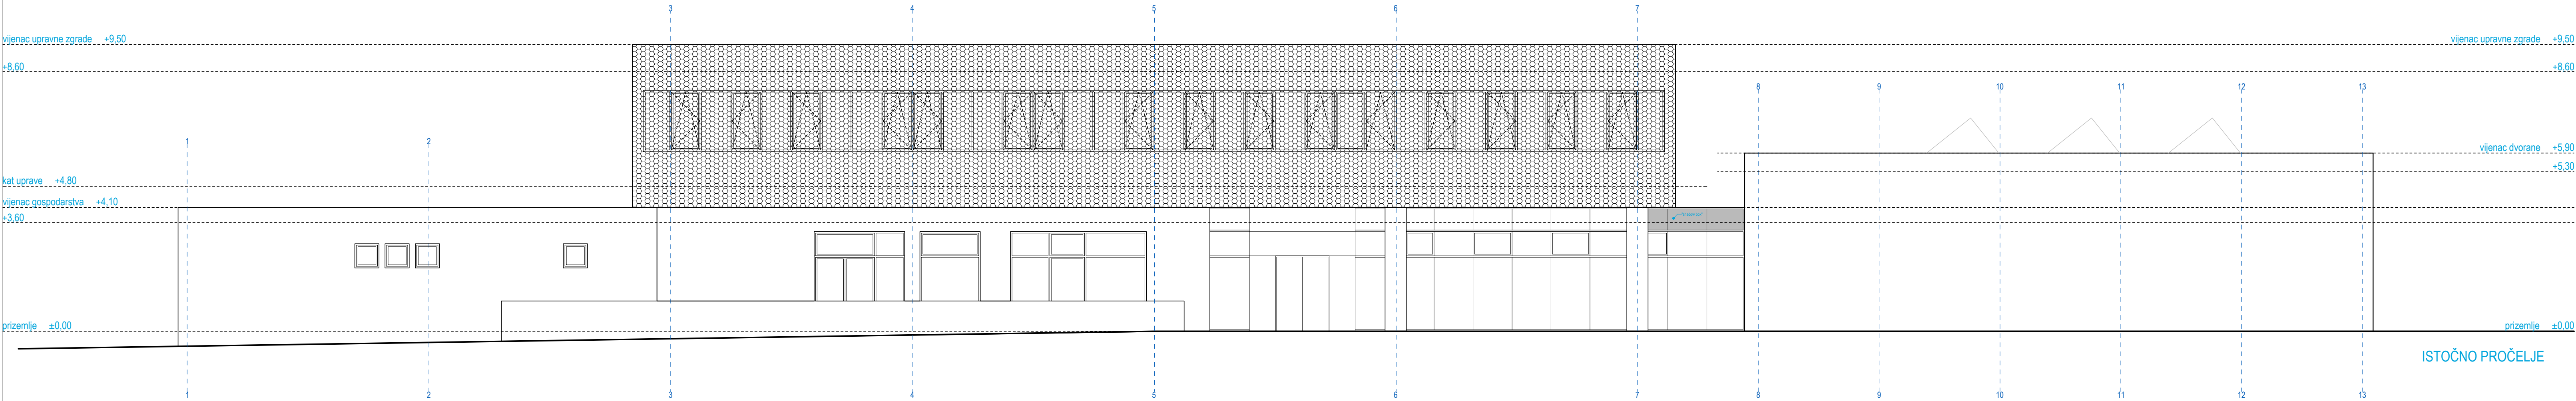 3 4 5 6 7
vijenac upravne zgrade +9,50
vijenac upravne zgrade +9,50
+8,60
+8,60
8 9 10 11 12 13
1 2
vijenac dvorane +5,90
+5,30
kat uprave +4,80
vijenac gospodarstva +4,10
+3,60
prizemlje ±0,00
prizemlje ±0,00
ISTOČNO PROČELJE
1 2 3 4 5 6 7 8 9 10 11 12 13